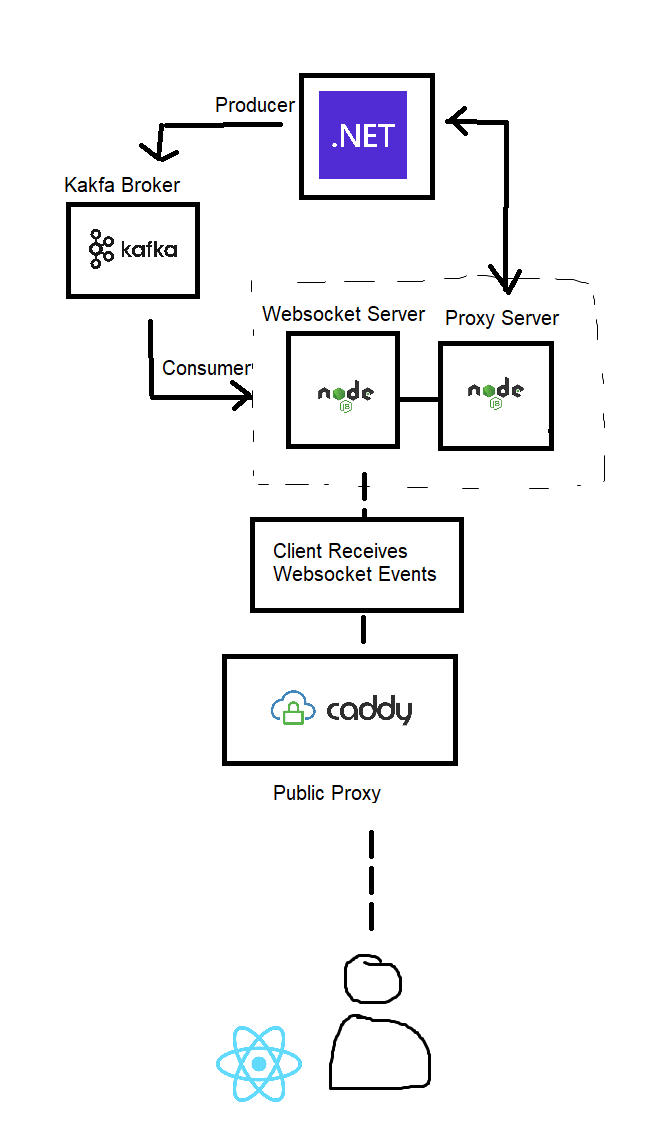 Producer
.NET
Kakfa Broker
kafka
Websocket Server
Proxy Server
Consumer
node
JS
node
JS
Client Receives
Websocket Events
caddy
Public Proxy